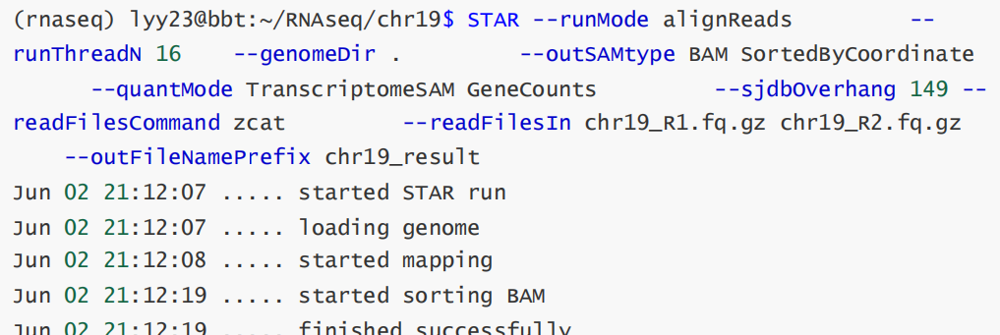 (rnaseq) lyy23@bbt:~/RNAseq/chr19$ STAR --runMode alignReads --
runThreadN 16 --genomeDir . --outSAMtype BAM SortedByCoordinate
--quantMode TranscriptomeSAM GeneCounts --sjdbOverhang 149 --
readFilesCommand zcat --readFilesIn chr19_R1.fq.gz chr19_R2.fq.gz
--outFileNamePrefix chr19_result
Jun 02 21:12:07 ..... started STAR run
Jun 02 21:12:07 ..... loading genome
Jun 02 21:12:08 ..... started mapping
Jun 02 21:12:19 ..... started sorting BAM
Jun 02 21:12:19 ..... finished successfully